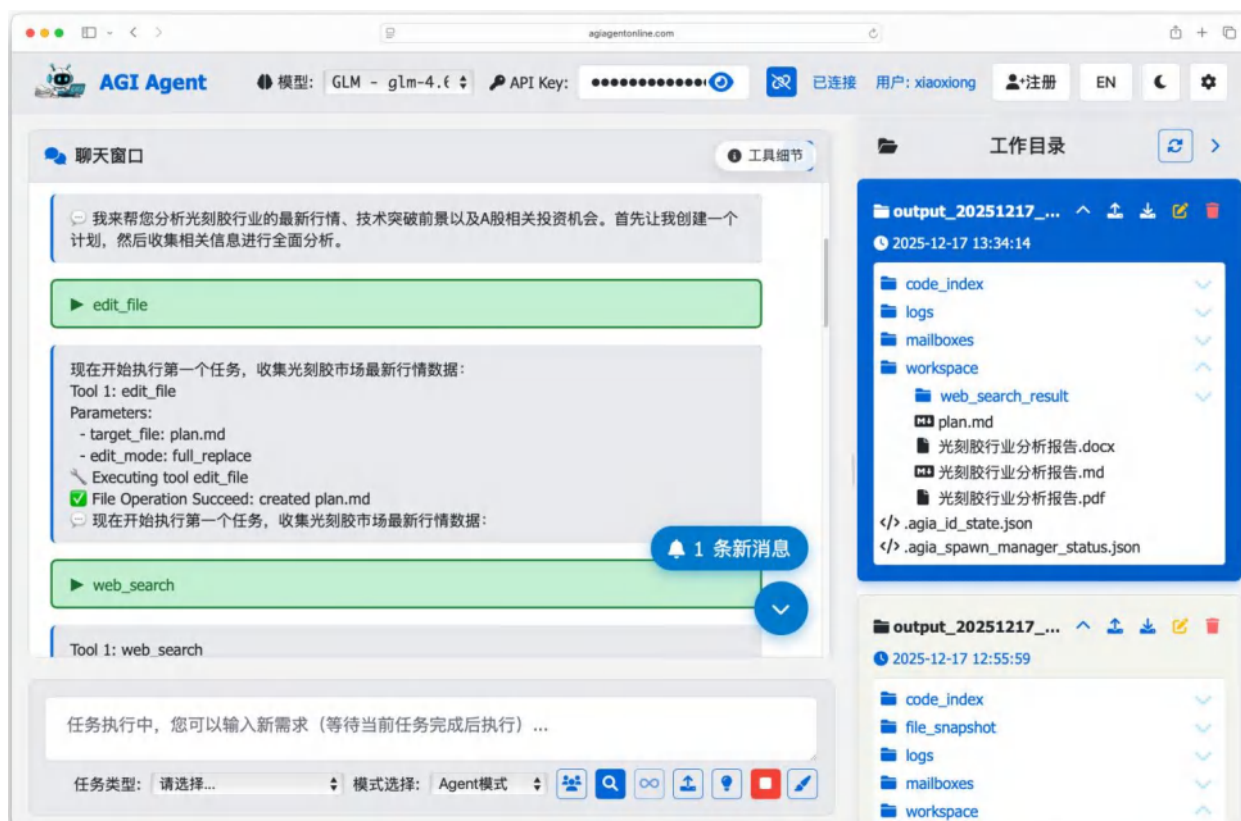 agiagentonline.com
AGI Agent
模型: GLM - glm-4.6
API Key: ••••••••••••••
已连接
用户: xiaoxiong
注册
EN
聊天窗口
工具细节
💬 我来帮您分析光刻胶行业的最新行情、技术突破前景以及A股相关投资机会。首先让我创建一个
计划，然后收集相关信息进行全面分析。
▶ edit_file
现在开始执行第一个任务，收集光刻胶市场最新行情数据：
Tool 1: edit_file
Parameters:
- target_file: plan.md
- edit_mode: full_replace
🔧 Executing tool edit_file
✅ File Operation Succeed: created plan.md
💬 现在开始执行第一个任务，收集光刻胶市场最新行情数据：
1 条新消息
▶ web_search
Tool 1: web_search
任务执行中，您可以输入新需求（等待当前任务完成后执行）...
任务类型: 请选择...
模式选择: Agent模式
工作目录
output_20251217_...
2025-12-17 13:34:14
code_index
logs
mailboxes
workspace
web_search_result
plan.md
光刻胶行业分析报告.docx
光刻胶行业分析报告.md
光刻胶行业分析报告.pdf
</> .agia_id_state.json
</> .agia_spawn_manager_status.json
output_20251217_...
2025-12-17 12:55:59
code_index
file_snapshot
logs
mailboxes
workspace